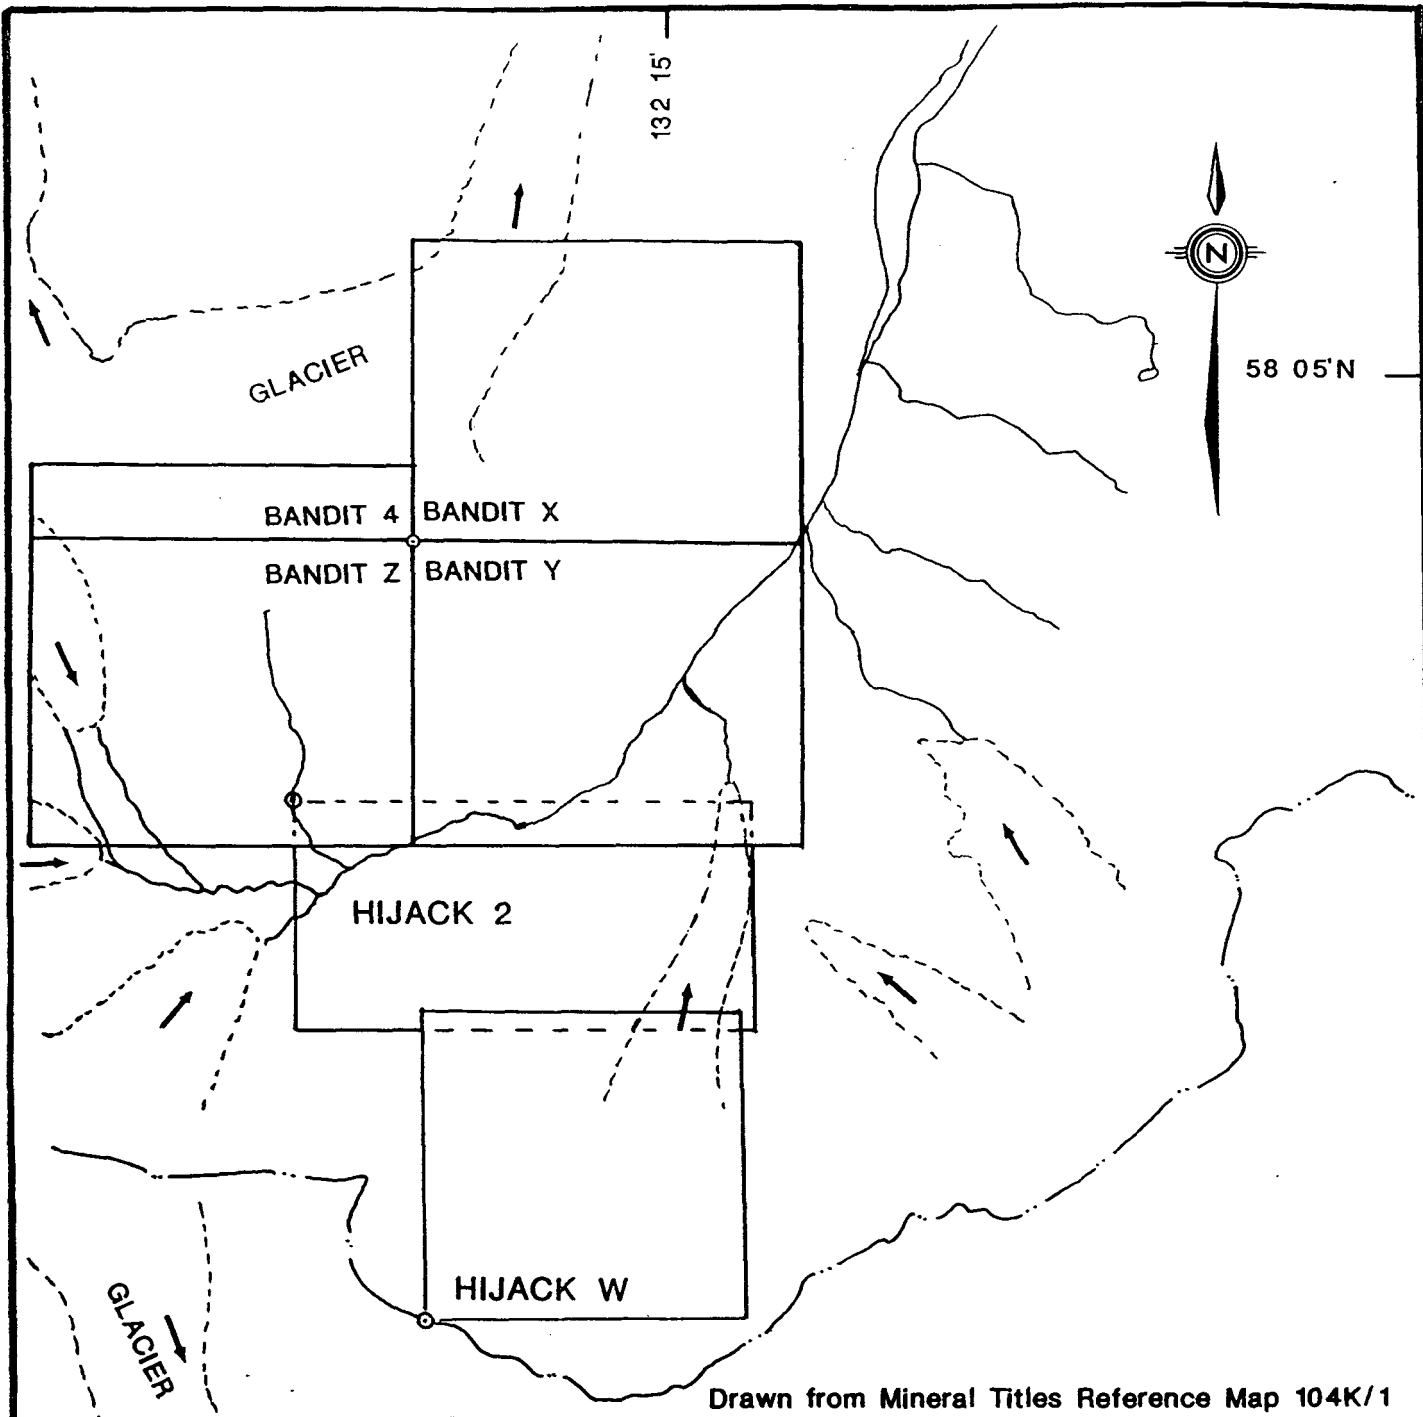 132 15'
N
58 05'N
GLACIER
BANDIT 4
BANDIT X
BANDIT Z
BANDIT Y
HIJACK 2
HIJACK W
GLACIER
Drawn from Mineral Titles Reference Map 104K/1